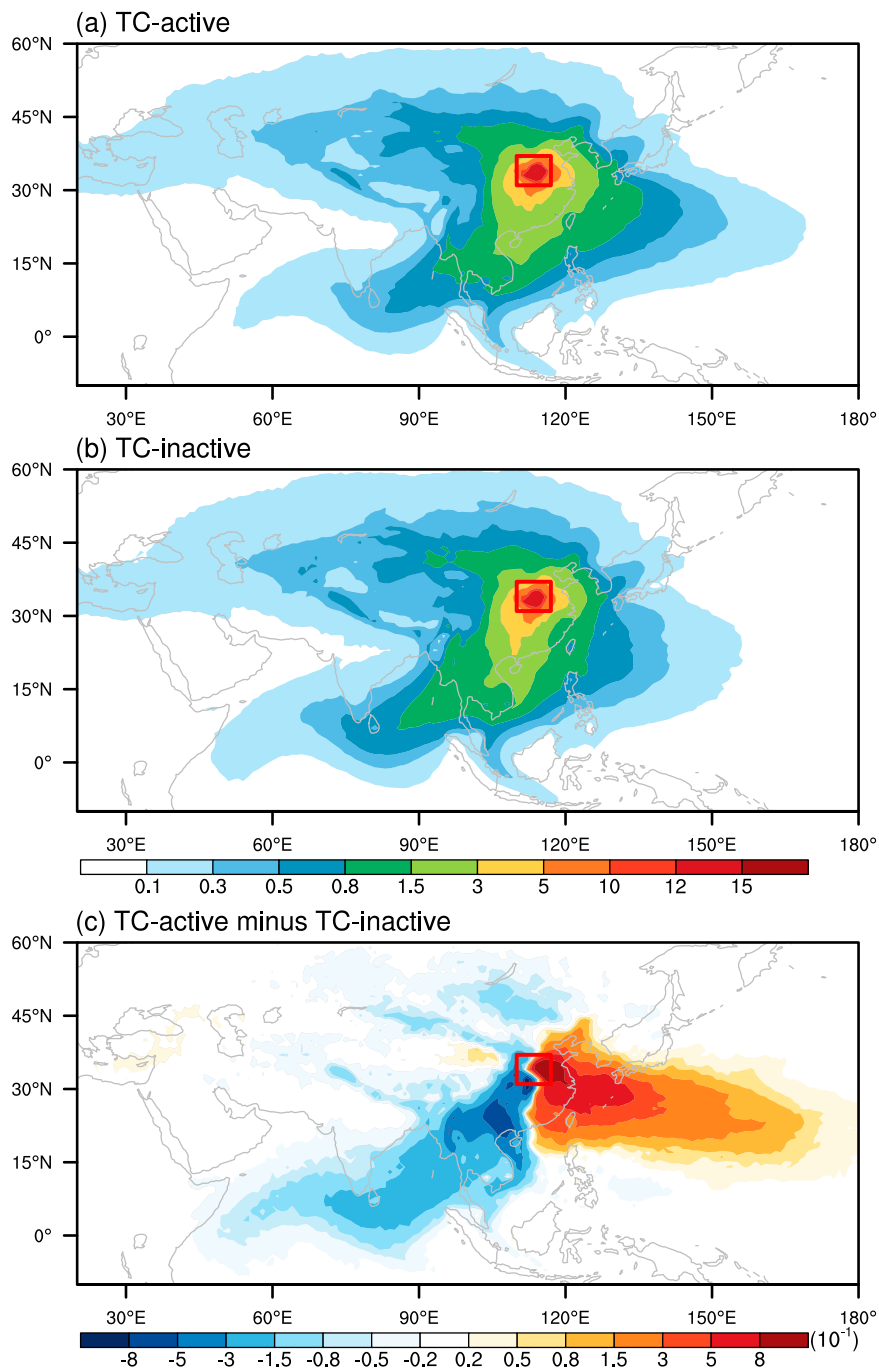 (a) TC-active
60°N
45°N
30°N
15°N
0°
30°E 60°E 90°E 120°E 150°E 180°
(b) TC-inactive
60°N
45°N
30°N
15°N
0°
30°E 60°E 90°E 120°E 150°E 180°
0.1 0.3 0.5 0.8 1.5 3 5 10 12 15
(c) TC-active minus TC-inactive
60°N
45°N
30°N
15°N
0°
30°E 60°E 90°E 120°E 150°E 180°
-8 -5 -3 -1.5 -0.8 -0.5 -0.2 0.2 0.5 0.8 1.5 3 5 8 (10⁻¹)